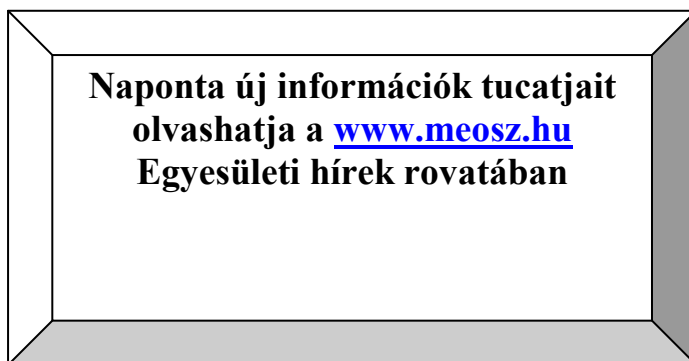 Naponta új információk tucatjait
olvashatja a www.meosz.hu
Egyesületi hírek rovatában